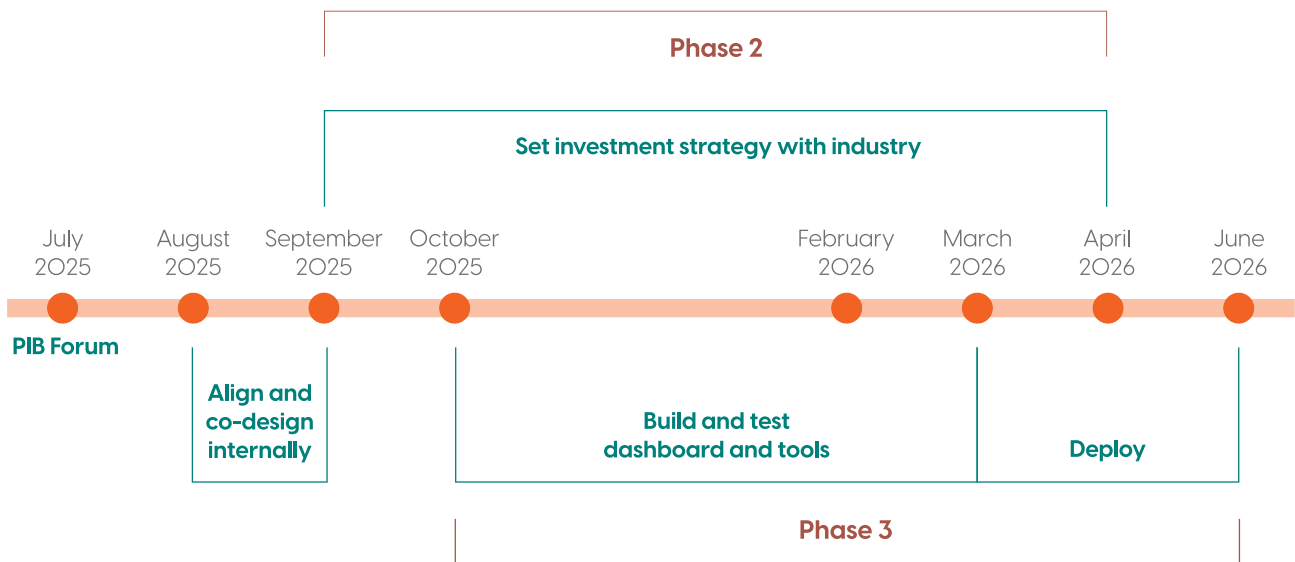 Phase 2
Set investment strategy with industry
July
2025
August
2025
September
2025
October
2025
February
2026
March
2026
April
2026
June
2026
PIB Forum
Align and
co-design
internally
Build and test
dashboard and tools
Deploy
Phase 3